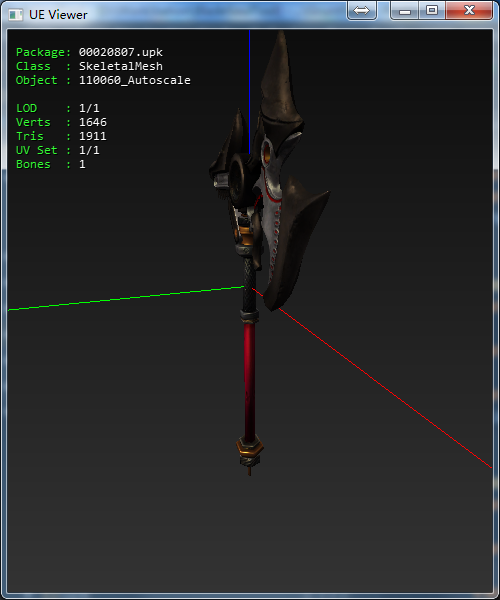 UE Viewer
Package: 00020807.upk
Class : SkeletalMesh
Object : 110060_Autoscale
LOD : 1/1
Verts : 1646
Tris : 1911
UV Set : 1/1
Bones : 1